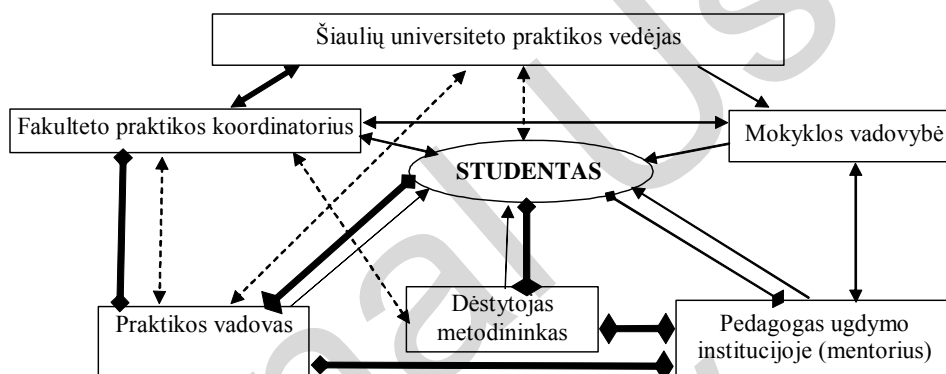 Šiaulių universiteto praktikos vedėjas
Fakulteto praktikos koordinatorius
Mokyklos vadovybė
STUDENTAS
Praktikos vadovas
Dėstytojas
metodininkas
Pedagogas ugdymo
institucijoje (mentorius)